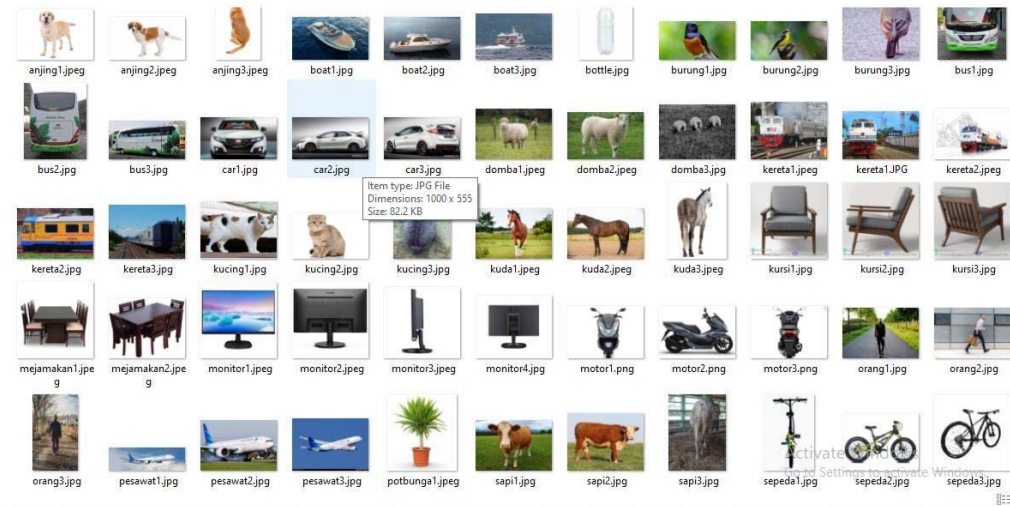 anjing1.jpeg anjing2.jpeg anjing3.jpeg boat1.jpg boat2.jpg boat3.jpg bottle.jpg burung1.jpg burung2.jpg burung3.jpg bus1.jpg
bus2.jpg bus3.jpg car1.jpg car2.jpg car3.jpg domba1.jpeg domba2.jpeg domba3.jpg kereta1.jpeg kereta1.JPG kereta2.jpeg
Item type: JPG File
Dimensions: 1000 x 555
Size: 82.2 KB
kereta2.jpg kereta3.jpg kucing1.jpg kucing2.jpg kucing3.jpg kuda1.jpeg kuda2.jpeg kuda3.jpeg kursi1.jpg kursi2.jpg kursi3.jpg
mejamakan1.jpe mejamakan2.jpe monitor1.jpeg monitor2.jpeg monitor3.jpeg monitor4.jpg motor1.png motor2.png motor3.png orang1.jpg orang2.jpg
g g
orang3.jpg pesawat1.jpg pesawat2.jpg pesawat3.jpg potbunga1.jpeg sapi1.jpg sapi2.jpg sapi3.jpg sepeda1.jpg sepeda2.jpg sepeda3.jpg
Activate Windows
Go to Settings to activate Windows.